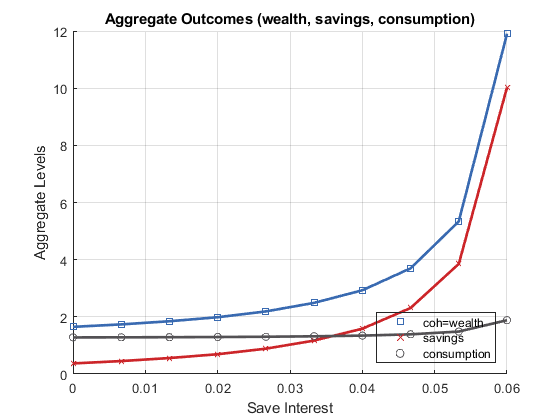 Aggregate Outcomes (wealth, savings, consumption)
12
10
8
6
4
2
0
Aggregate Levels
coh=wealth
savings
consumption
0 0.01 0.02 0.03 0.04 0.05 0.06
Save Interest